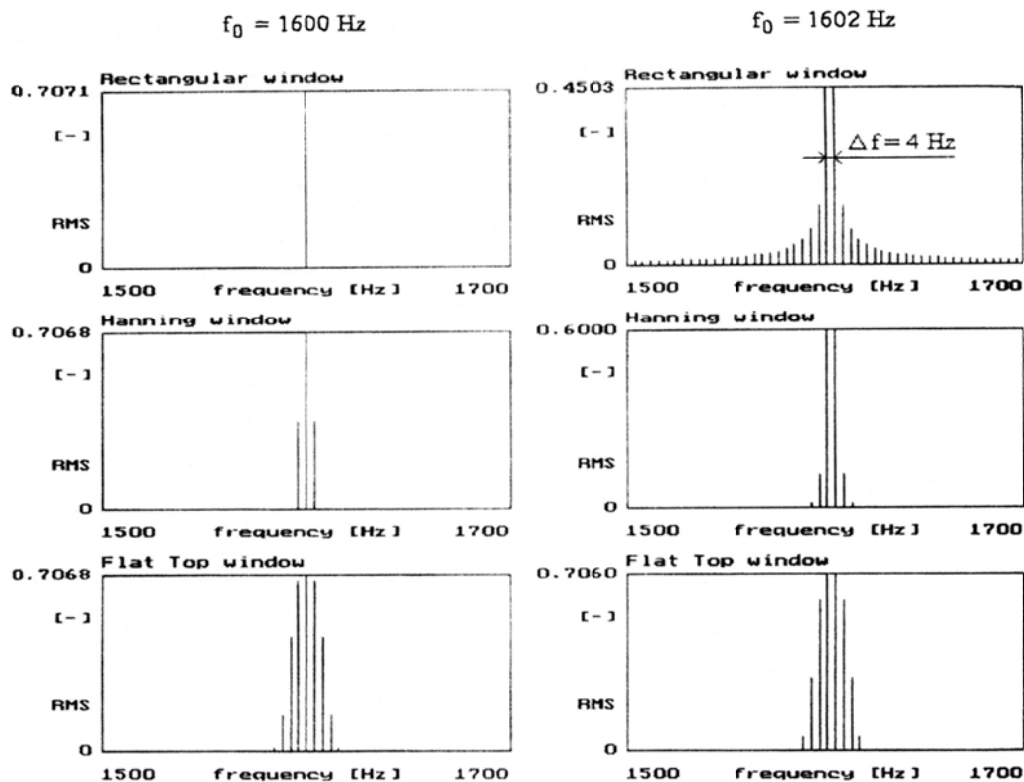 f₀ = 1600 Hz
Rectangular window
0.7071
[-]
RMS
0
1500 frequency [Hz] 1700
Hanning window
0.7068
[-]
RMS
0
1500 frequency [Hz] 1700
Flat Top window
0.7068
[-]
RMS
0
1500 frequency [Hz] 1700
f₀ = 1602 Hz
Rectangular window
0.4503
[-]
Δf = 4 Hz
RMS
0
1500 frequency [Hz] 1700
Hanning window
0.6000
[-]
RMS
0
1500 frequency [Hz] 1700
Flat Top window
0.7060
[-]
RMS
0
1500 frequency [Hz] 1700